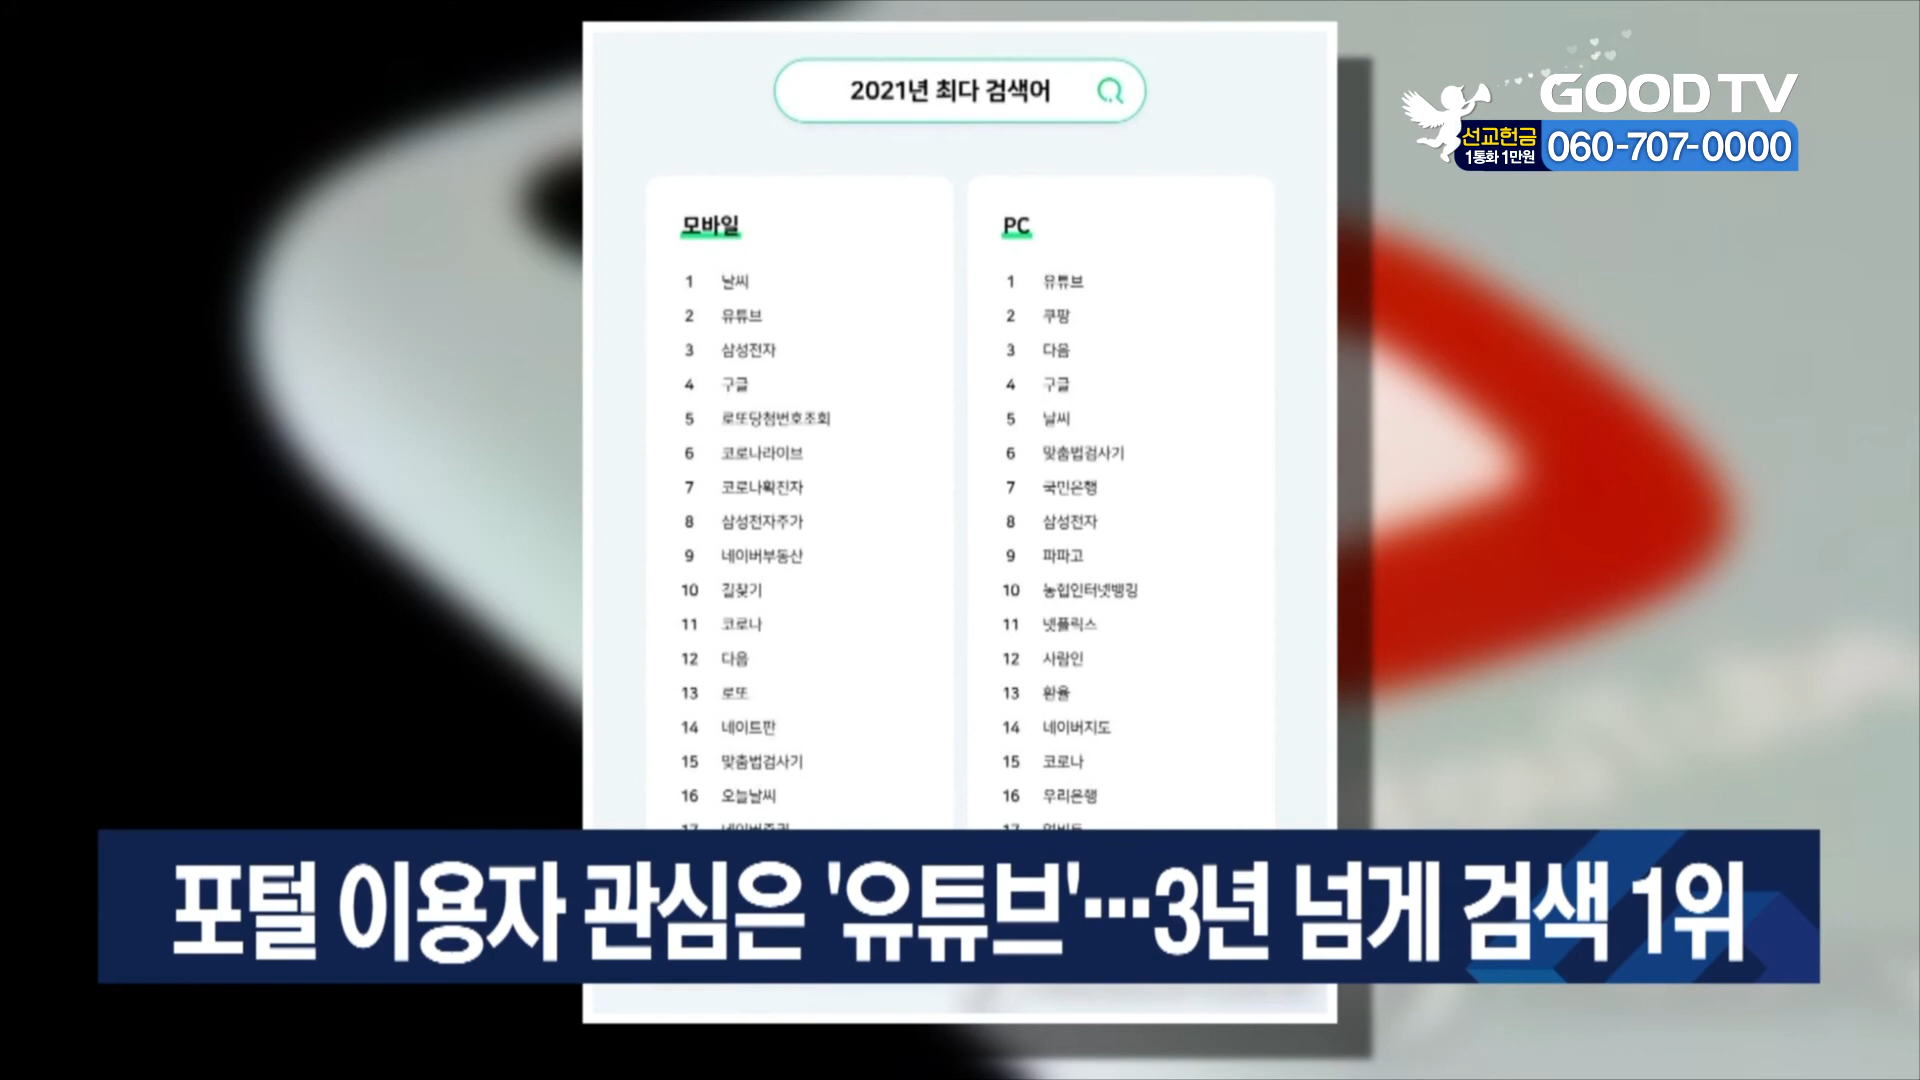 2021년 최다 검색어
GOOD TV
선교헌금
1통화 1만원
060-707-0000
모바일
1 날씨
2 유튜브
3 삼성전자
4 구글
5 로또당첨번호조회
6 코로나라이브
7 코로나확진자
8 삼성전자주가
9 네이버부동산
10 길찾기
11 코로나
12 다음
13 로또
14 네이트판
15 맞춤법검사기
16 오늘날씨
PC
1 유튜브
2 쿠팡
3 다음
4 구글
5 날씨
6 맞춤법검사기
7 국민은행
8 삼성전자
9 파파고
10 농협인터넷뱅킹
11 넷플릭스
12 사람인
13 환율
14 네이버지도
15 코로나
16 우리은행
포털 이용자 관심은 '유튜브'…3년 넘게 검색 1위